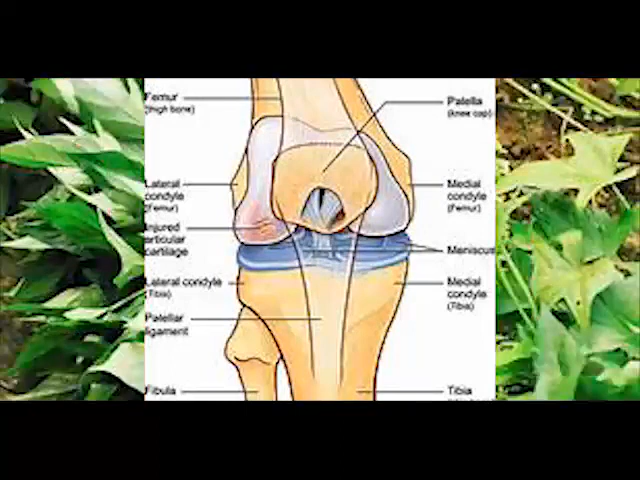 Femur
(thigh bone)
Patella
(knee cap)
Lateral
condyle
(Femur)
Medial
condyle
(Femur)
Injured
articular
cartilage
Meniscus
Lateral condyle
(Tibia)
Medial
condyle
(Tibia)
Patellar
ligament
Fibula
Tibia